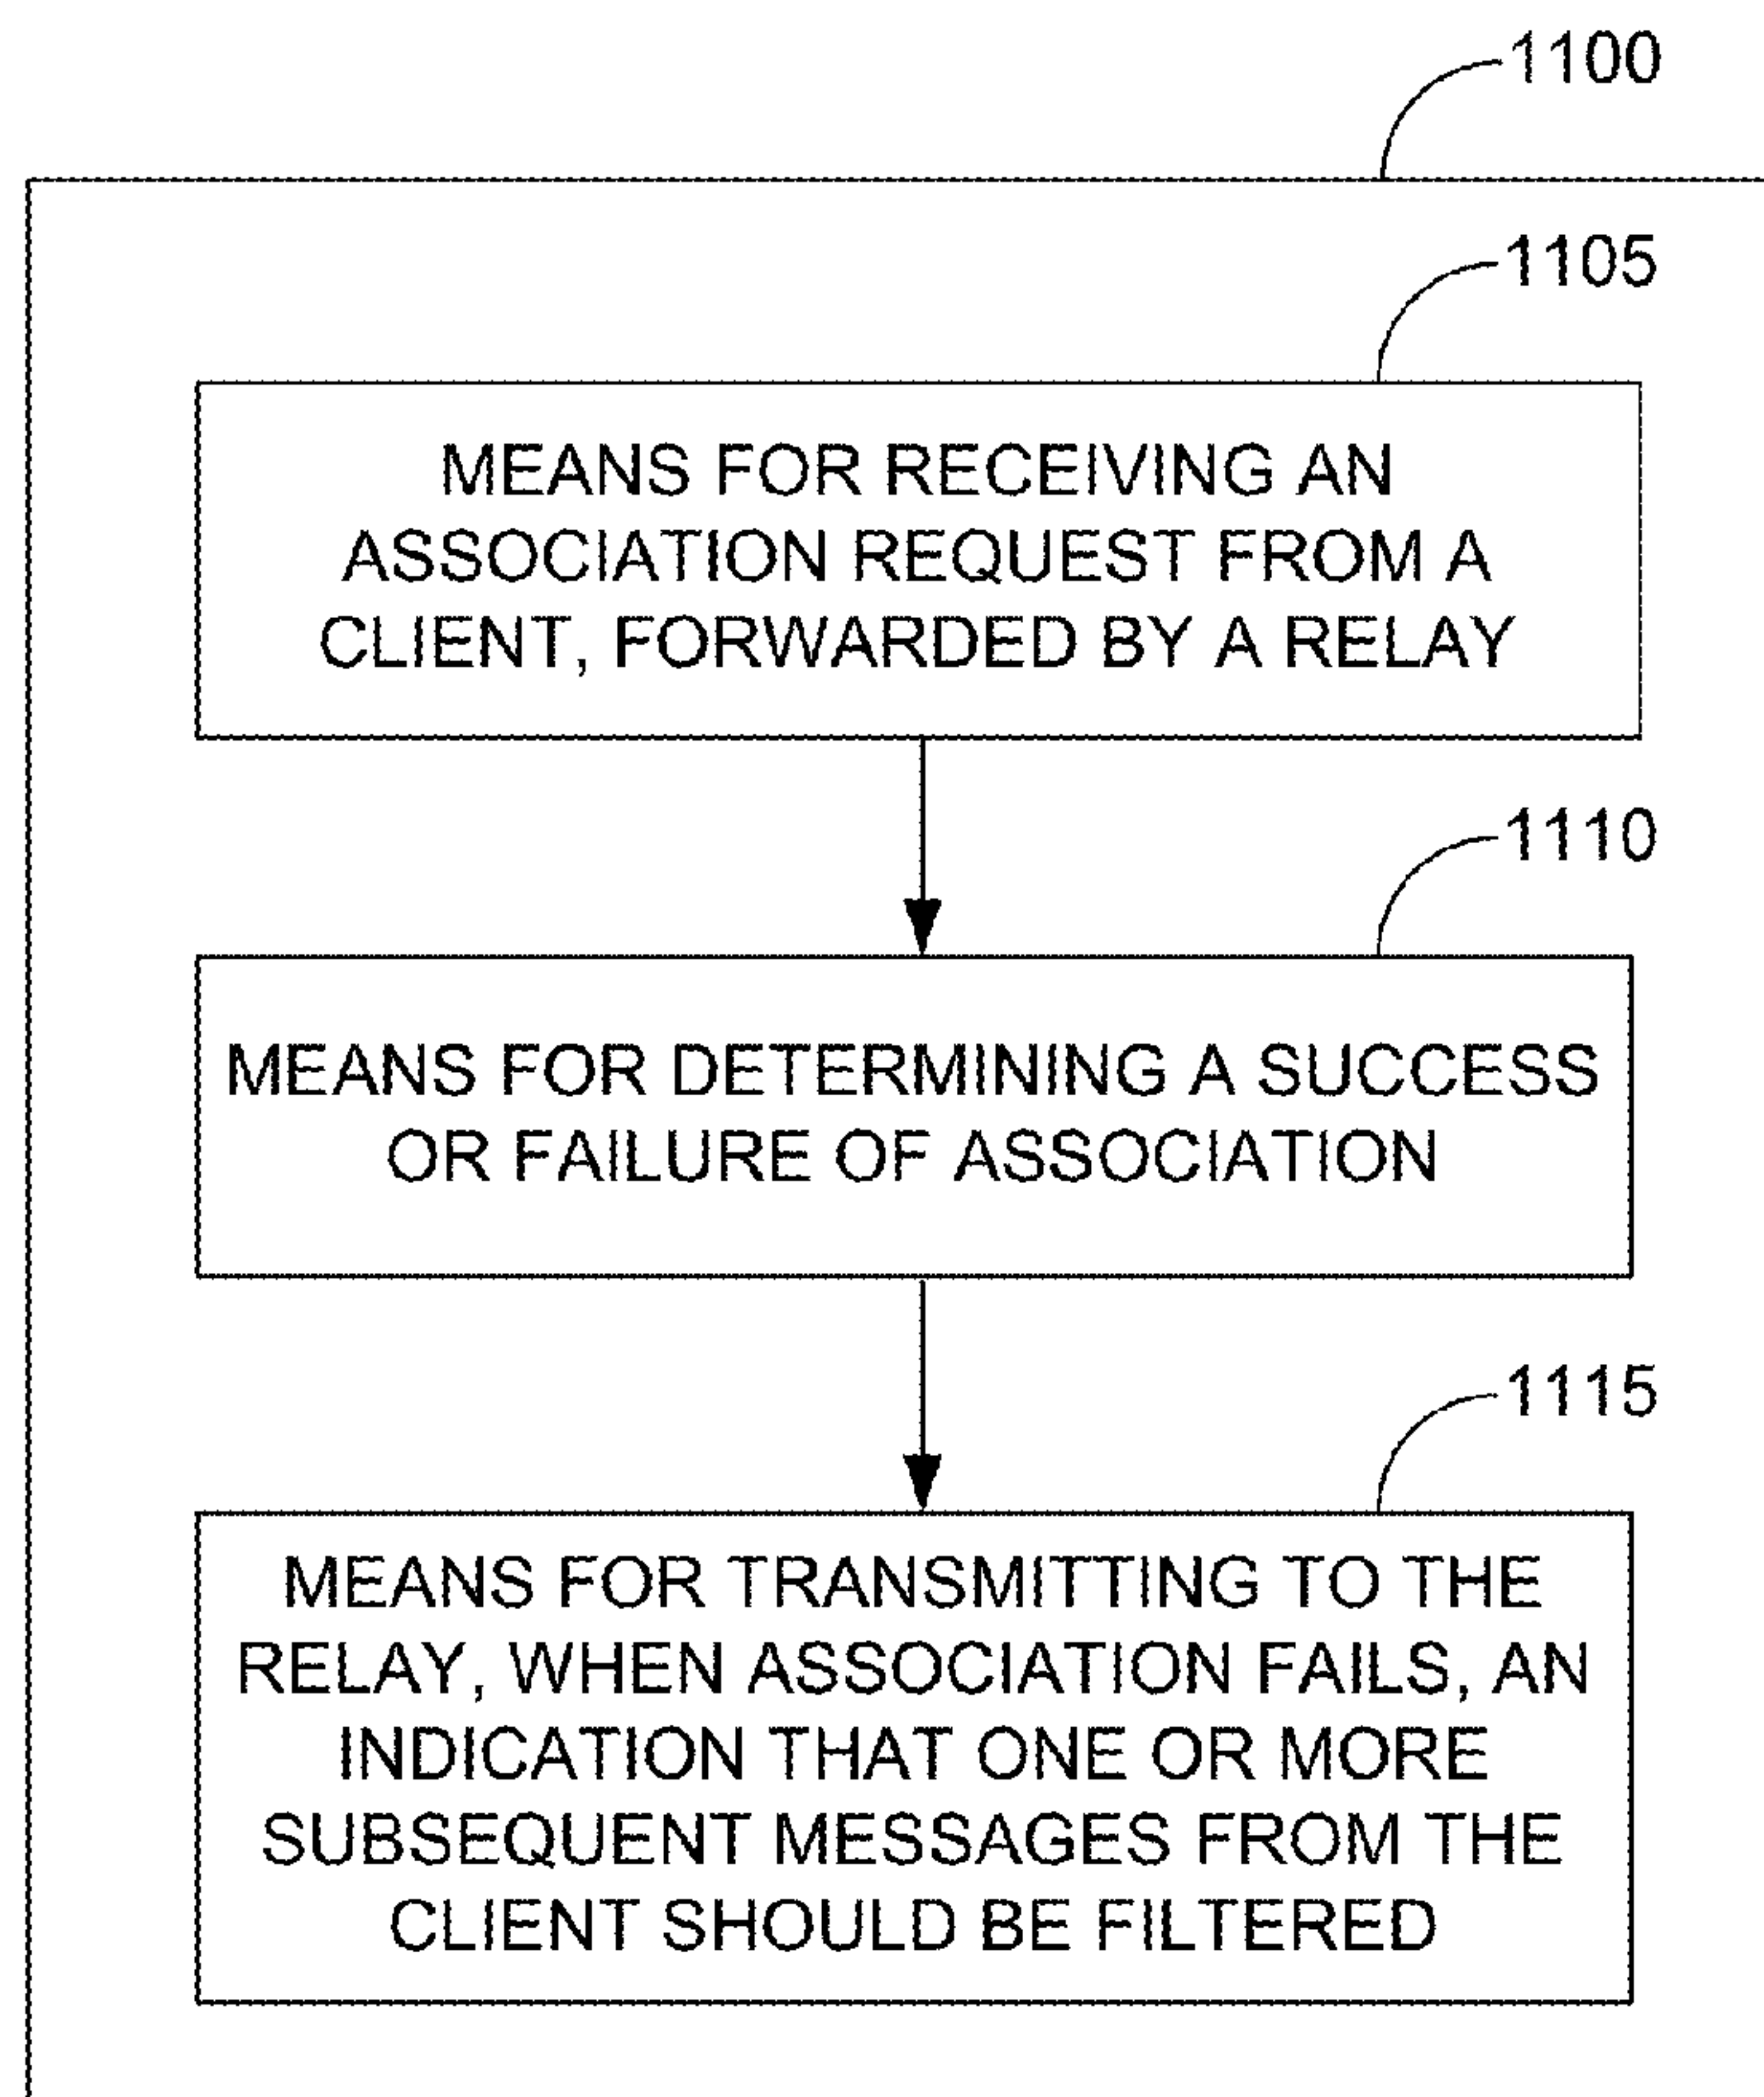 1100
1105
MEANS FOR RECEIVING AN
ASSOCIATION REQUEST FROM A
CLIENT, FORWARDED BY A RELAY
1110
MEANS FOR DETERMINING A SUCCESS
OR FAILURE OF ASSOCIATION
1115
MEANS FOR TRANSMITTING TO THE
RELAY, WHEN ASSOCIATION FAILS, AN
INDICATION THAT ONE OR MORE
SUBSEQUENT MESSAGES FROM THE
CLIENT SHOULD BE FILTERED